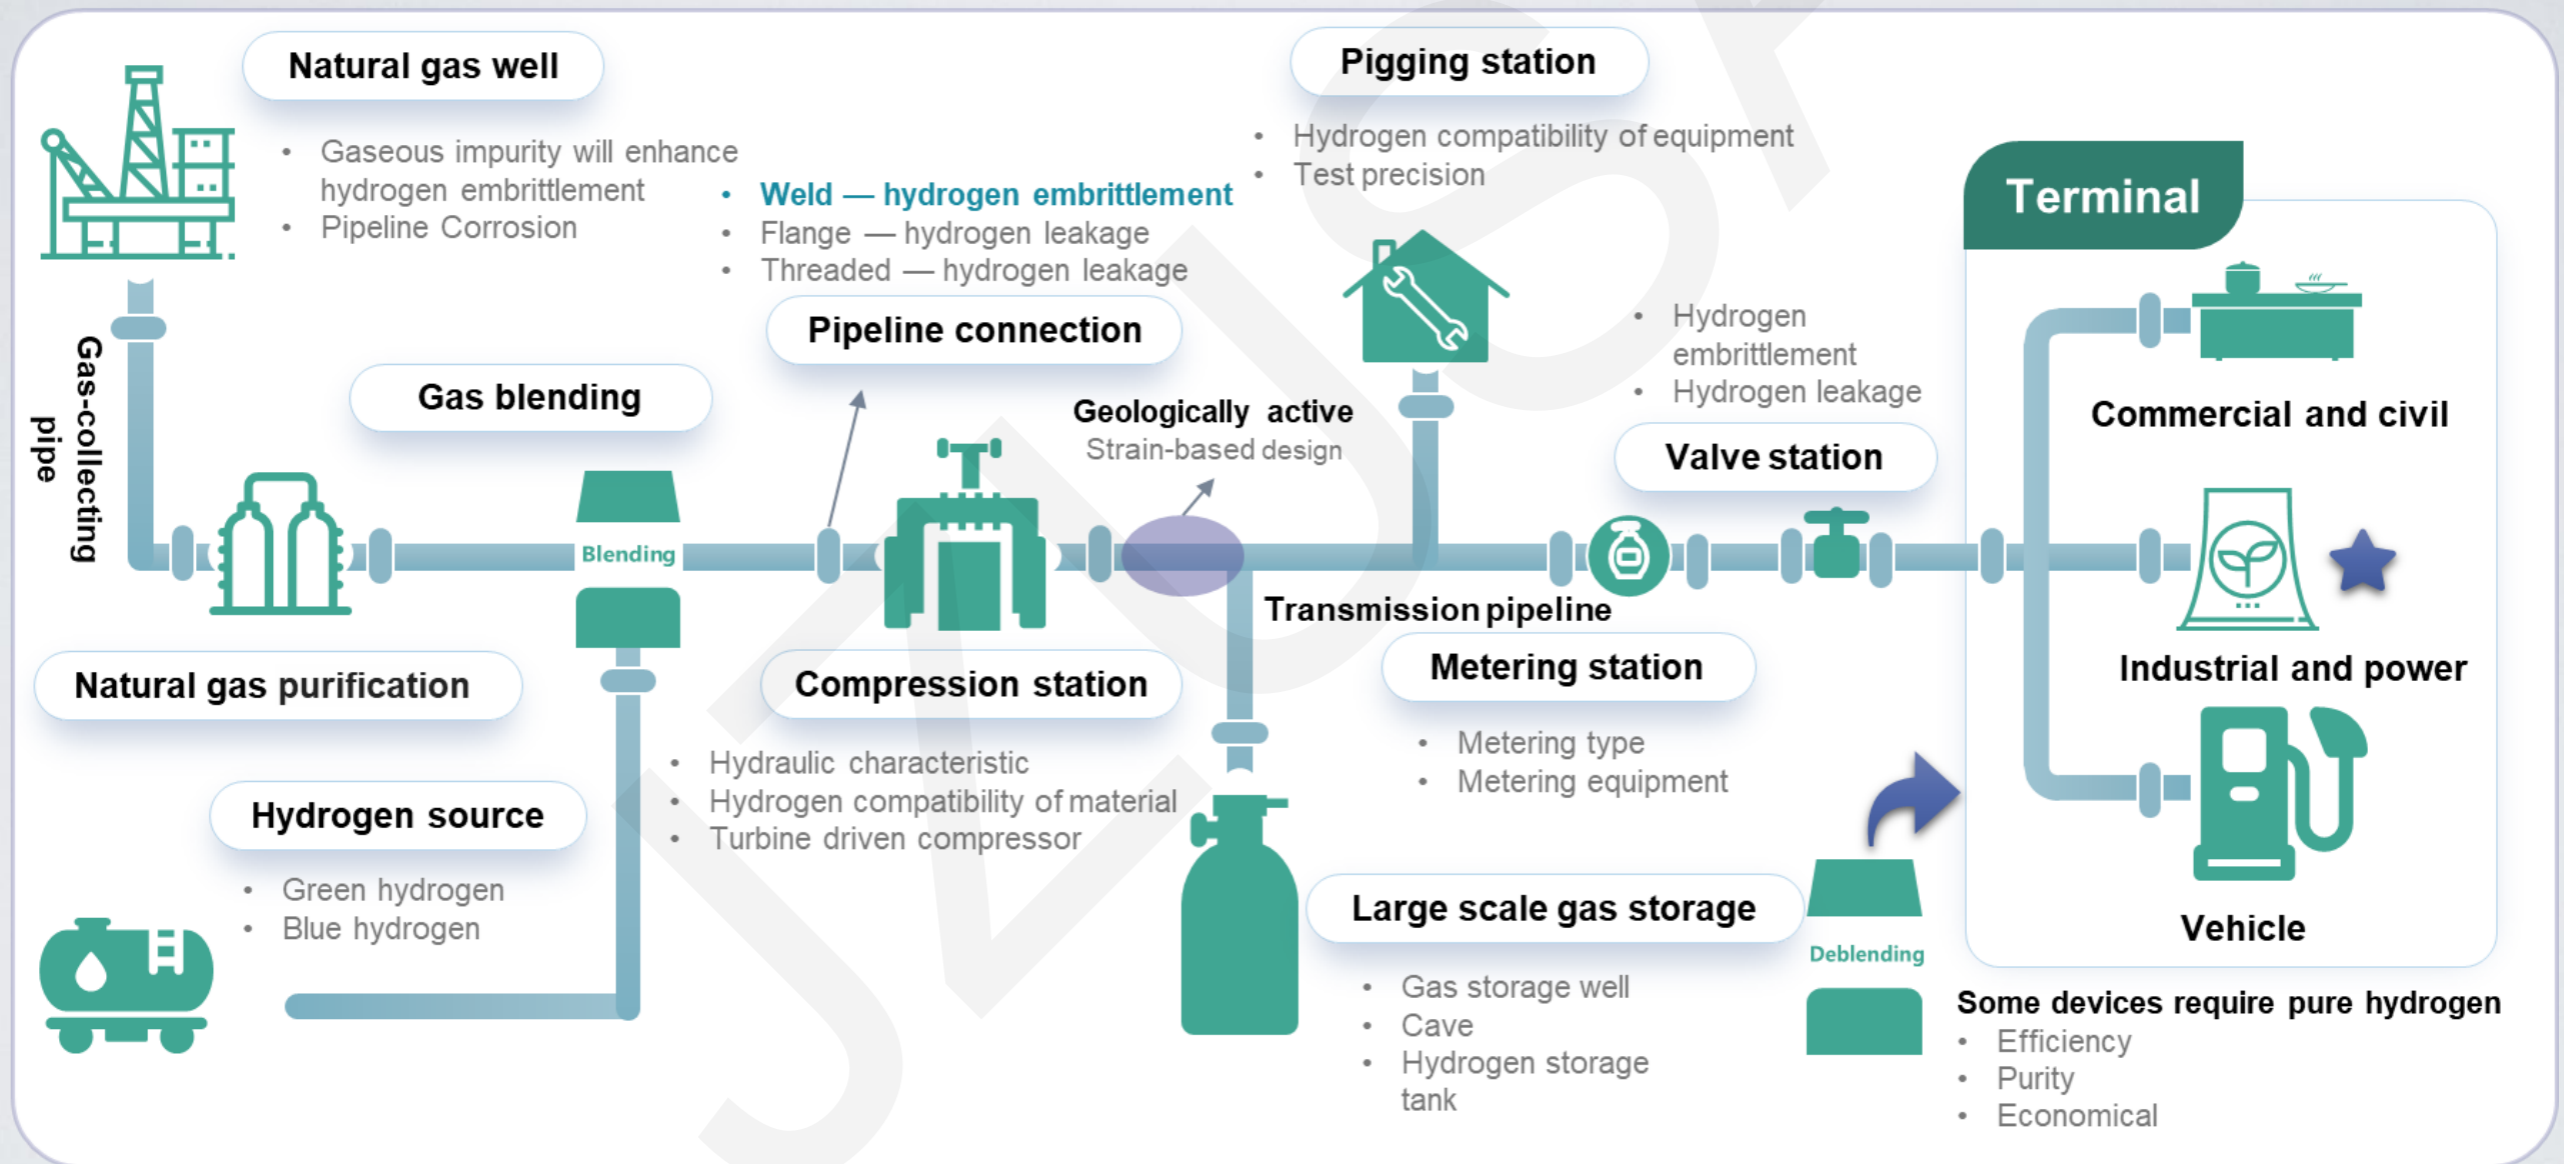 Natural gas well
• Gaseous impurity will enhance
hydrogen embrittlement
• Pipeline Corrosion
Gas-collecting
pipe
Natural gas purification
Gas blending
Blending
Hydrogen source
• Green hydrogen
• Blue hydrogen
• Weld — hydrogen embrittlement
• Flange — hydrogen leakage
• Threaded — hydrogen leakage
Pipeline connection
Compression station
• Hydraulic characteristic
• Hydrogen compatibility of material
• Turbine driven compressor
Geologically active
Strain-based design
Pigging station
• Hydrogen compatibility of equipment
• Test precision
Transmission pipeline
Metering station
• Metering type
• Metering equipment
Large scale gas storage
• Gas storage well
• Cave
• Hydrogen storage
tank
• Hydrogen
embrittlement
• Hydrogen leakage
Valve station
Terminal
Commercial and civil
Industrial and power
Vehicle
Deblending
Some devices require pure hydrogen
• Efficiency
• Purity
• Economical
JZUSA